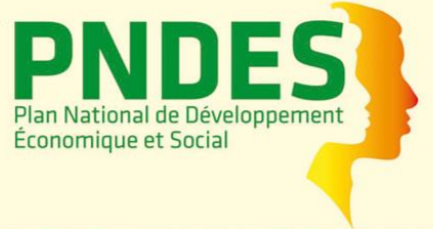 PNDES
Plan National de Développement
Économique et Social